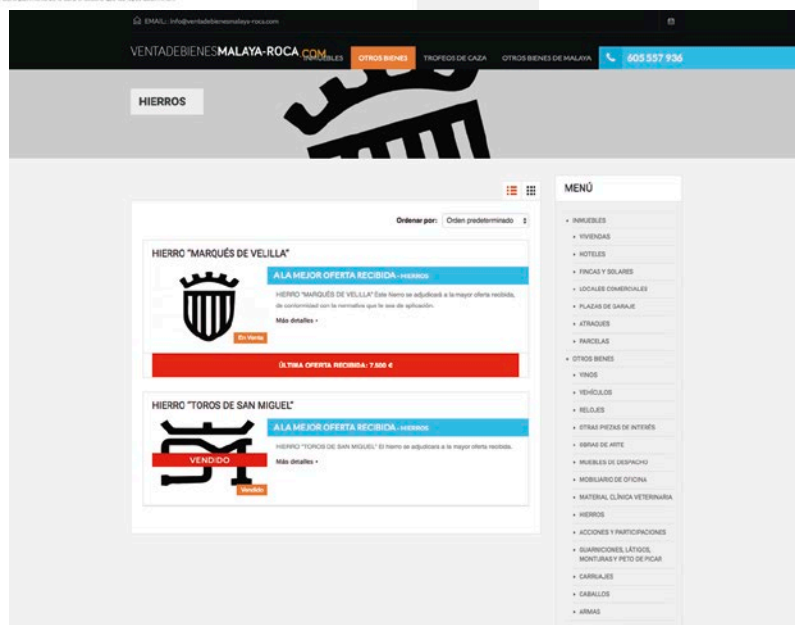 EMAIL: Info@ventadebienesmalaya-roca.com
VENTADEBIENESMALAYA-ROCA.COM
INMUEBLES
OTROS BIENES
TROFEOS DE CAZA
OTROS BIENES DE MALAYA
605 557 936
HIERROS
Ordenar por: Orden predeterminado
HIERRO "MARQUÉS DE VELILLA"
A LA MEJOR OFERTA RECIBIDA - HIERROS
HIERRO "MARQUÉS DE VELILLA" Este hierro se adjudicará a la mayor oferta recibida,
de conformidad con la normativa que le sea de aplicación.
Más detalles
En Venta
ÚLTIMA OFERTA RECIBIDA: 7.500 €
HIERRO "TOROS DE SAN MIGUEL"
A LA MEJOR OFERTA RECIBIDA - HIERROS
HIERRO "TOROS DE SAN MIGUEL" El hierro se adjudicará a la mayor oferta recibida.
Más detalles
VENDIDO
Vendido
MENÚ
INMUEBLES
VIVIENDAS
HOTELES
FINCAS Y SOLARES
LOCALES COMERCIALES
PLAZAS DE GARAJE
ATRAQUES
PARCELAS
OTROS BIENES
VINOS
VEHÍCULOS
RELOJES
OTRAS PIEZAS DE INTERÉS
OBRAS DE ARTE
MUEBLES DE DESPACHO
MOBILIARIO DE OFICINA
MATERIAL CLÍNICA VETERINARIA
HIERROS
ACCIONES Y PARTICIPACIONES
GUARNICIONES, LÁTIGOS,
MONTURAS Y PETO DE PICAR
CARRUAJES
CABALLOS
ARMAS